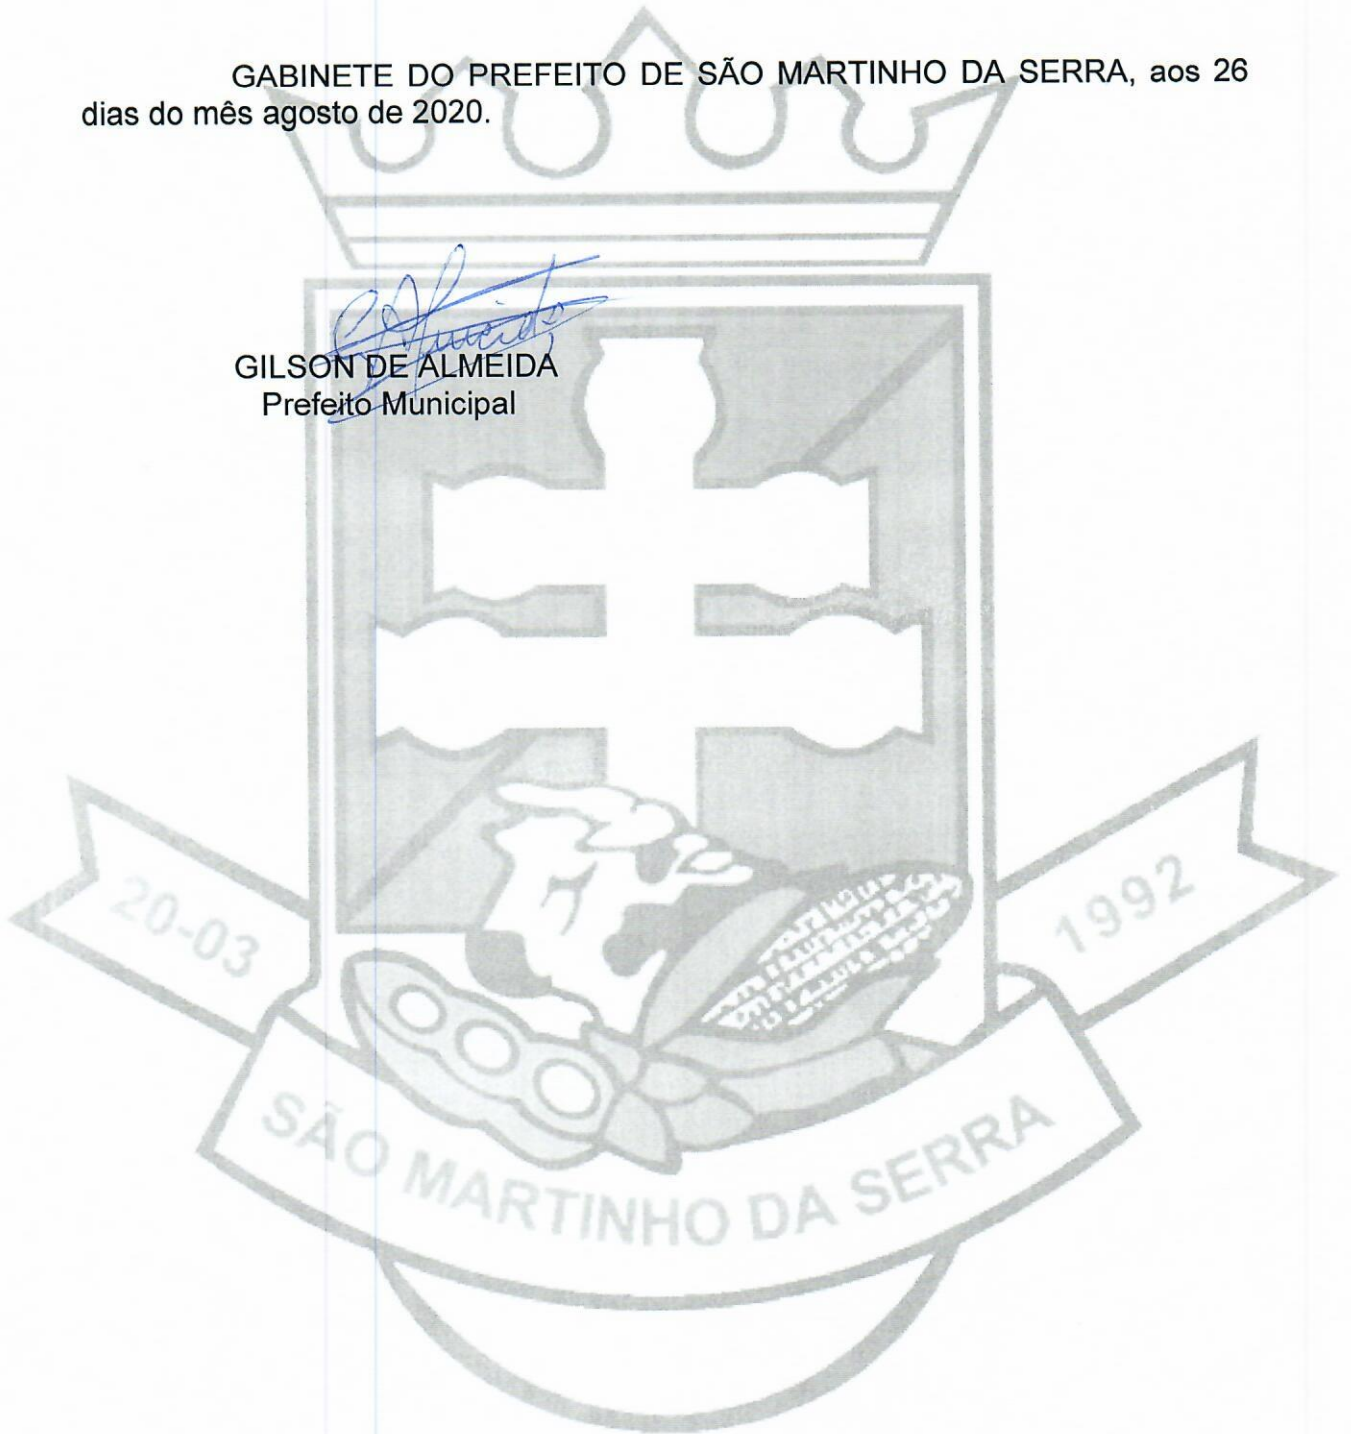 GABINETE DO PREFEITO DE SÃO MARTINHO DA SERRA, aos 26
dias do mês agosto de 2020.
GAlmeida
GILSON DE ALMEIDA
Prefeito Municipal
20-03
1992
SÃO MARTINHO DA SERRA